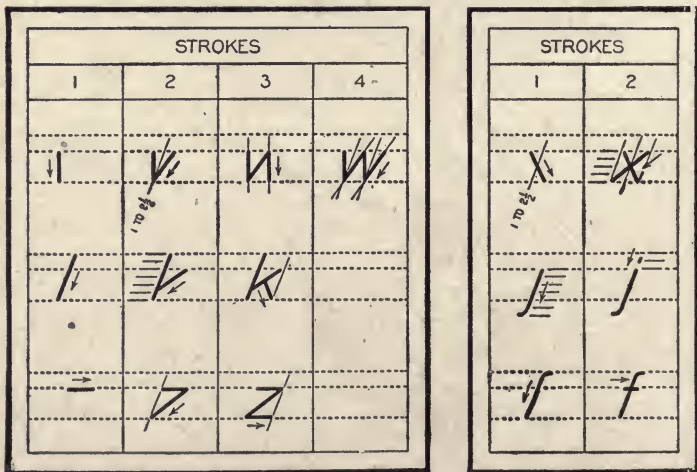 STROKES
1 2 3 4
1 TO 2½
w
k
z
STROKES
1 2
1 TO 2½
x
j
f